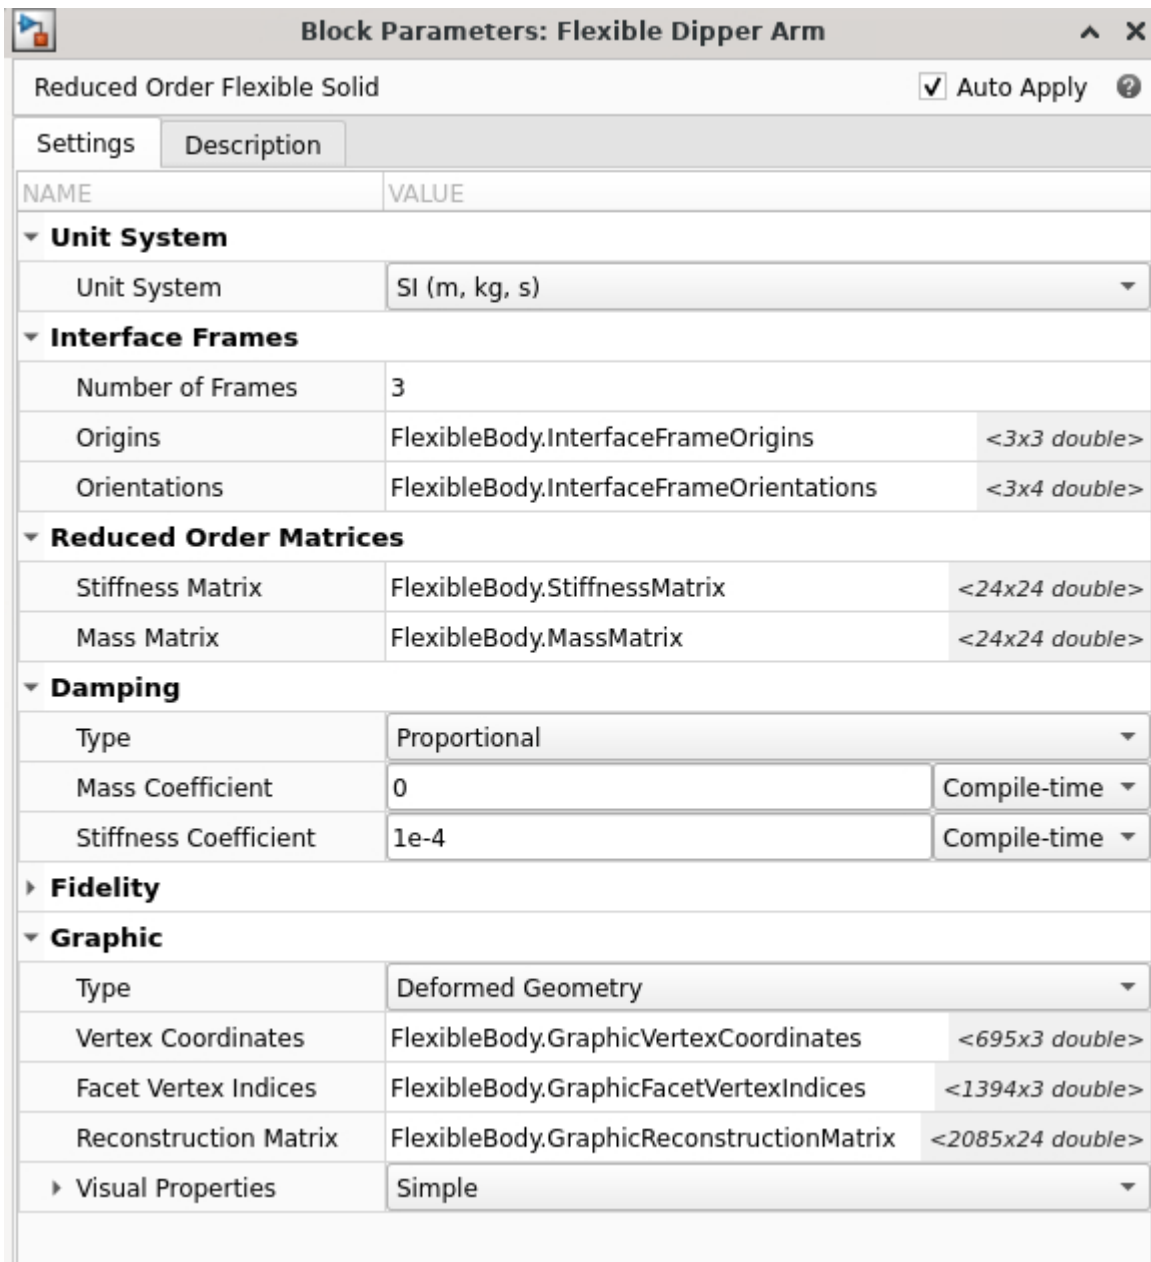 Block Parameters: Flexible Dipper Arm
Reduced Order Flexible Solid Auto Apply
Settings Description
NAME VALUE
Unit System
Unit System SI (m, kg, s)
Interface Frames
Number of Frames 3
Origins FlexibleBody.InterfaceFrameOrigins <3x3 double>
Orientations FlexibleBody.InterfaceFrameOrientations <3x4 double>
Reduced Order Matrices
Stiffness Matrix FlexibleBody.StiffnessMatrix <24x24 double>
Mass Matrix FlexibleBody.MassMatrix <24x24 double>
Damping
Type Proportional
Mass Coefficient 0 Compile-time
Stiffness Coefficient 1e-4 Compile-time
Fidelity
Graphic
Type Deformed Geometry
Vertex Coordinates FlexibleBody.GraphicVertexCoordinates <695x3 double>
Facet Vertex Indices FlexibleBody.GraphicFacetVertexIndices <1394x3 double>
Reconstruction Matrix FlexibleBody.GraphicReconstructionMatrix <2085x24 double>
Visual Properties Simple